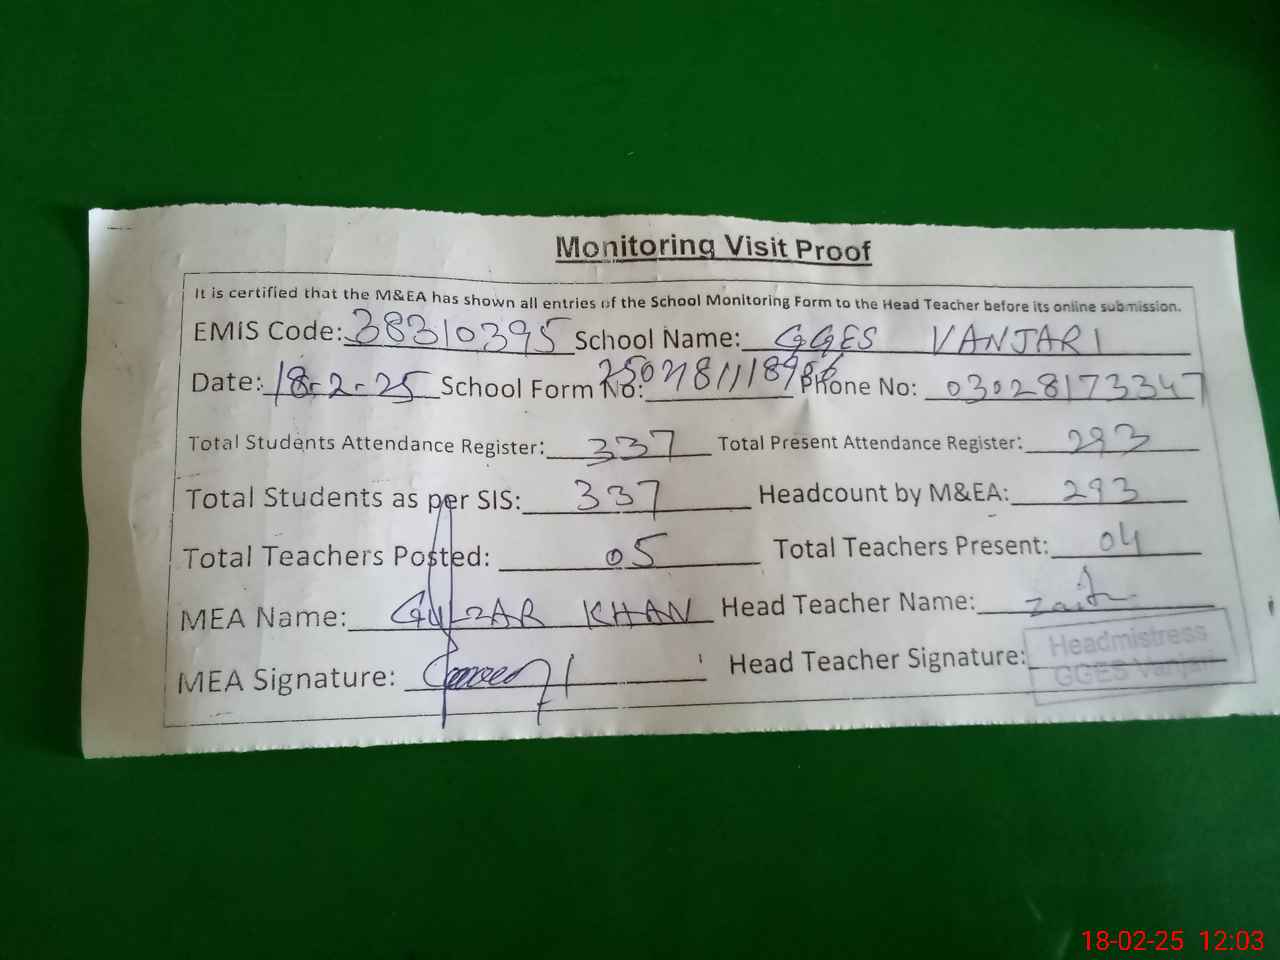 Monitoring Visit Proof
It is certified that the M&EA has shown all entries of the School Monitoring Form to the Head Teacher before its online submission.
EMIS Code: 38310395 School Name: GGES VANJARI
Date: 18-2-25 School Form No: Phone No: 03028173347
Total Students Attendance Register: 337 Total Present Attendance Register: 293
Total Students as per SIS: 337 Headcount by M&EA: 293
Total Teachers Posted: 05 Total Teachers Present: 04
MEA Name: GULZAR KHAN Head Teacher Name:
MEA Signature: Head Teacher Signature:
Headmistress
GGES Vanjari
18-02-25 12:03